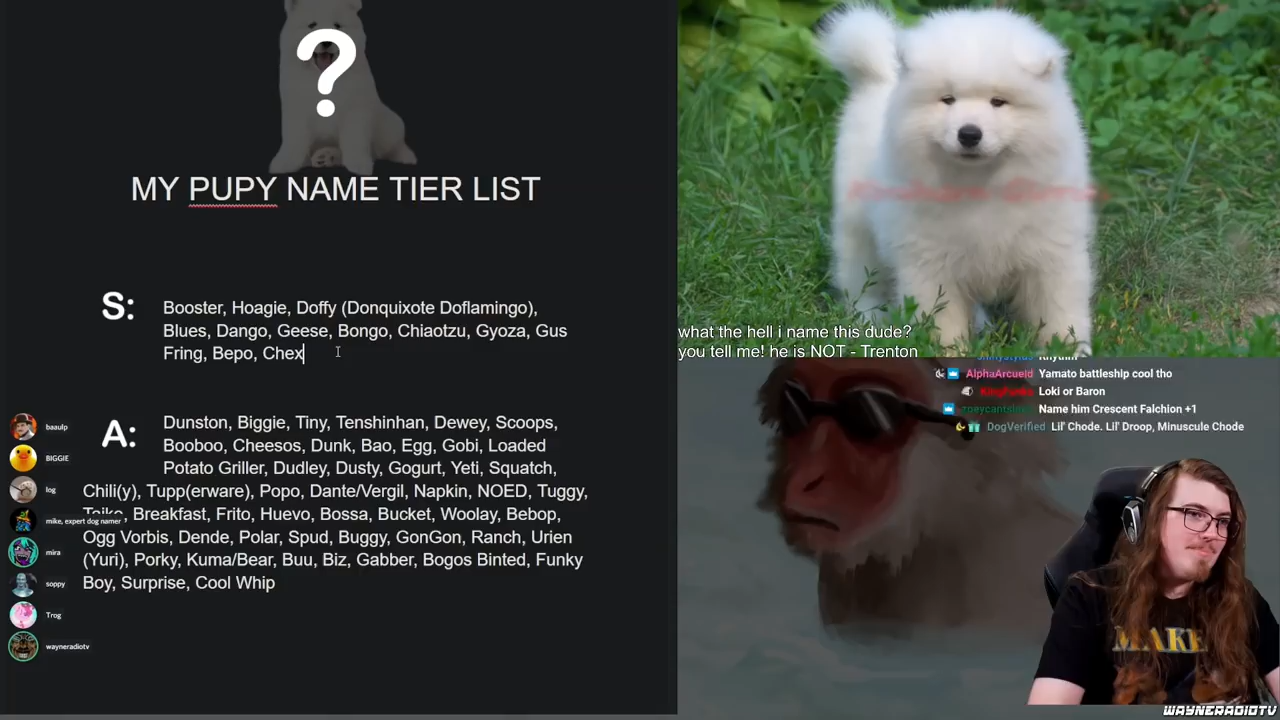 ?
MY PUPY NAME TIER LIST
S:
Booster, Hoagie, Doffy (Donquixote Doflamingo),
Blues, Dango, Geese, Bongo, Chiaotzu, Gyoza, Gus
Fring, Bepo, Chex
A:
Dunston, Biggie, Tiny, Tenshinhan, Dewey, Scoops,
Booboo, Cheesos, Dunk, Bao, Egg, Gobi, Loaded
Potato Griller, Dudley, Dusty, Gogurt, Yeti, Squatch,
Chili(y), Tupp(erware), Popo, Dante/Vergil, Napkin, NOED, Tuggy,
Breakfast, Frito, Huevo, Bossa, Bucket, Woolay, Bebop,
Ogg Vorbis, Dende, Polar, Spud, Buggy, GonGon, Ranch, Urien
(Yuri), Porky, Kuma/Bear, Buu, Biz, Gabber, Bogos Binted, Funky
Boy, Surprise, Cool Whip
baaulp
BIGGIE
log
mike, expert dog namer
mira
soppy
Trog
wayneradiotv
what the hell i name this dude?
you tell me! he is NOT - Trenton
AlphaArcueid Yamato battleship cool tho
Loki or Baron
Name him Crescent Falchion +1
DogVerified Lil' Chode. Lil' Droop, Minuscule Chode
MAKE
WAYNERADIOTV